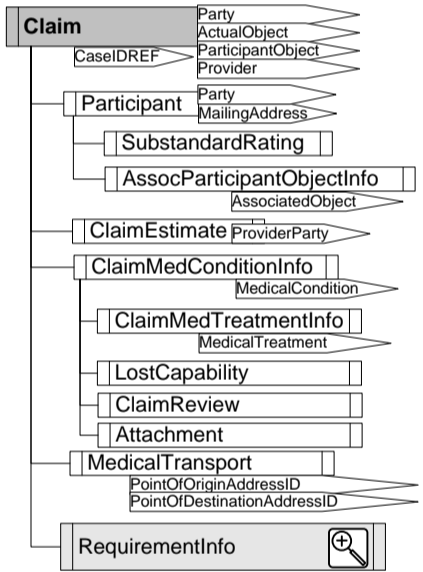 Claim
Party
ActualObject
CaseIDREF
ParticipantObject
Provider
Participant
Party
MailingAddress
SubstandardRating
AssocParticipantObjectInfo
AssociatedObject
ClaimEstimate
ProviderParty
ClaimMedConditionInfo
MedicalCondition
ClaimMedTreatmentInfo
MedicalTreatment
LostCapability
ClaimReview
Attachment
MedicalTransport
PointOfOriginAddressID
PointOfDestinationAddressID
RequirementInfo